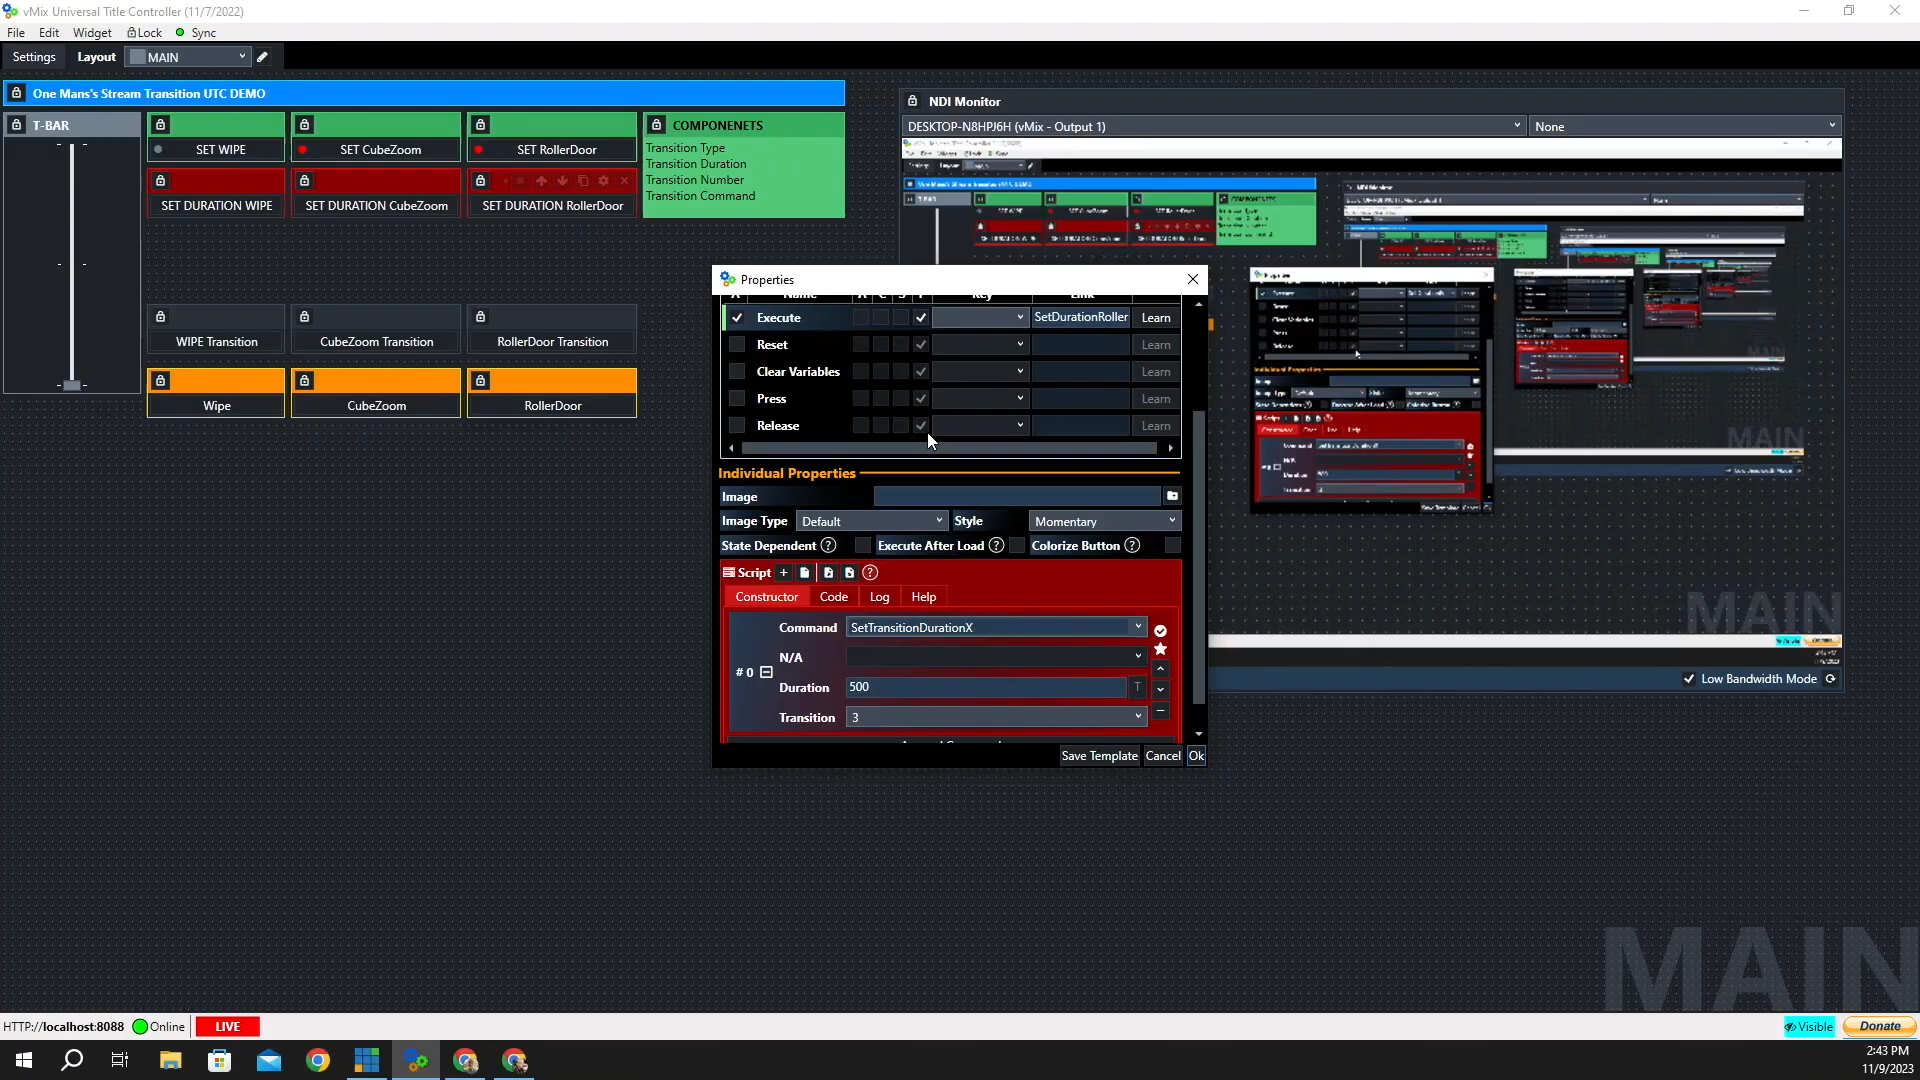 vMix Universal Title Controller (11/7/2022)
File Edit Widget Lock Sync
Settings Layout MAIN
One Mans's Stream Transition UTC DEMO
T-BAR
SET WIPE
SET CubeZoom
SET RollerDoor
SET DURATION WIPE
SET DURATION CubeZoom
SET DURATION RollerDoor
COMPONENETS
Transition Type
Transition Duration
Transition Number
Transition Command
WIPE Transition
CubeZoom Transition
RollerDoor Transition
Wipe
CubeZoom
RollerDoor
NDI Monitor
DESKTOP-N8HPJ6H (vMix - Output 1)
None
Properties
Execute SetDurationRoller Learn
Reset Learn
Clear Variables Learn
Press Learn
Release Learn
Individual Properties
Image
Image Type Default Style Momentary
State Dependent ? Execute After Load ? Colorize Button ?
Script + ?
Constructor Code Log Help
Command SetTransitionDurationX
N/A
# 0
Duration 500 T
Transition 3
Save Template Cancel Ok
MAIN
MAIN
Low Bandwidth Mode
MAIN
HTTP://localhost:8088 Online LIVE
Visible Donate
2:43 PM
11/9/2023